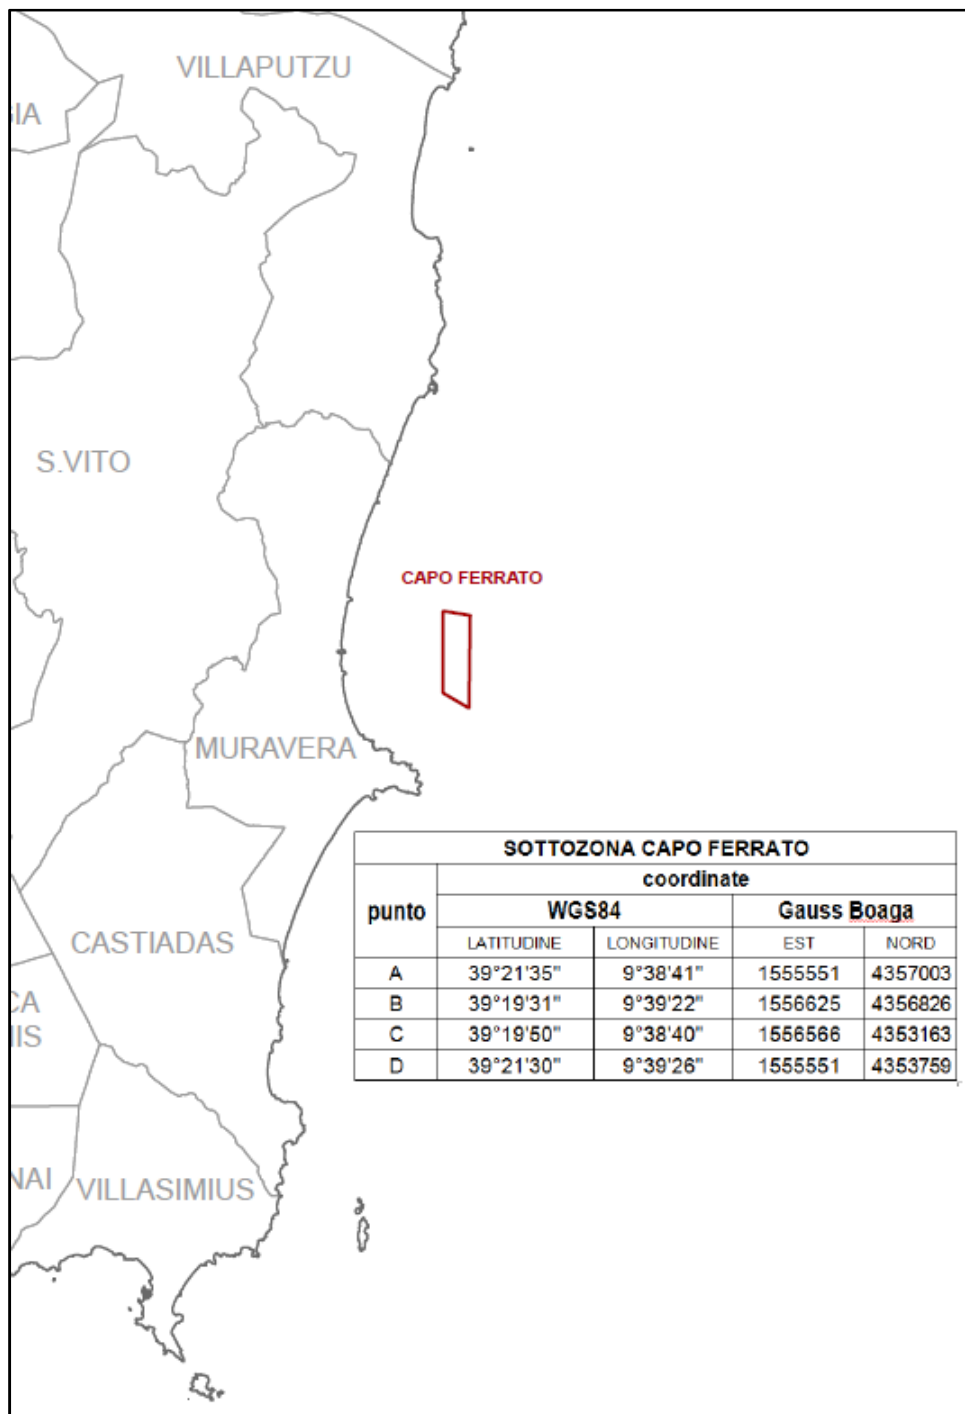 VILLAPUTZU
IA
S.VITO
CAPO FERRATO
MURAVERA
SOTTOZONA CAPO FERRATO
punto coordinate
WGS84 Gauss Boaga
LATITUDINE LONGITUDINE EST NORD
A 39°21'35" 9°38'41" 1555551 4357003
B 39°19'31" 9°39'22" 1556625 4356826
C 39°19'50" 9°38'40" 1556566 4353163
D 39°21'30" 9°39'26" 1555551 4353759
CASTIADAS
CA
IIS
NAI
VILLASIMIUS